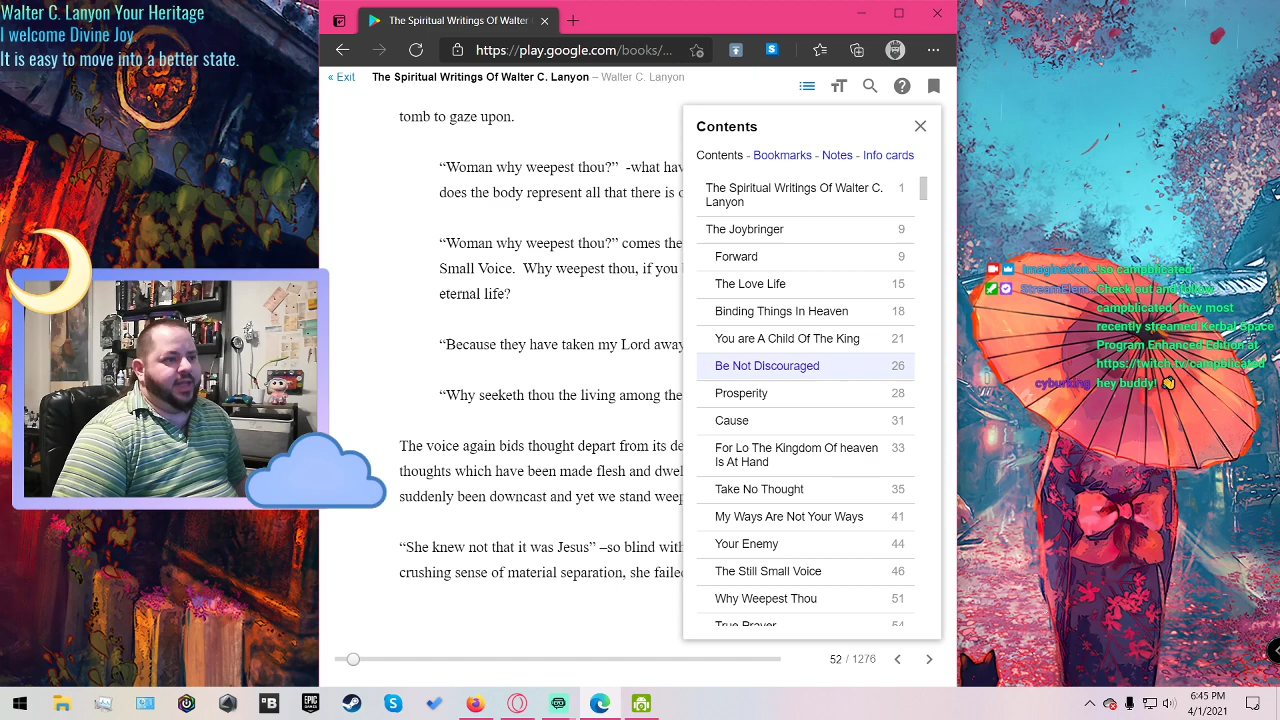 Walter C. Lanyon Your Heritage
I welcome Divine Joy
It is easy to move into a better state.
The Spiritual Writings Of Walter
https://play.google.com/books/...
« Exit The Spiritual Writings Of Walter C. Lanyon – Walter C. Lanyon
tomb to gaze upon.
“Woman why weepest thou?” -what hav
does the body represent all that there is o
“Woman why weepest thou?” comes the
Small Voice. Why weepest thou, if you
eternal life?
“Because they have taken my Lord away
“Why seeketh thou the living among the
The voice again bids thought depart from its de
thoughts which have been made flesh and dwel
suddenly been downcast and yet we stand weep
“She knew not that it was Jesus” –so blind with
crushing sense of material separation, she failed
Contents
Contents - Bookmarks - Notes - Info cards
The Spiritual Writings Of Walter C. 1
Lanyon
The Joybringer 9
Forward 9
The Love Life 15
Binding Things In Heaven 18
You are A Child Of The King 21
Be Not Discouraged 26
Prosperity 28
Cause 31
For Lo The Kingdom Of heaven 33
Is At Hand
Take No Thought 35
My Ways Are Not Your Ways 41
Your Enemy 44
The Still Small Voice 46
Why Weepest Thou 51
True Prayer 54
52 / 1276
Imagination... !so campblicated
StreamElem... Check out and follow
campblicated, they most
recently streamed Kerbal Space
Program Enhanced Edition at
https://twitch.tv/campblicated
cyburking hey buddy!
EPIC
GAMES
6:45 PM
4/1/2021